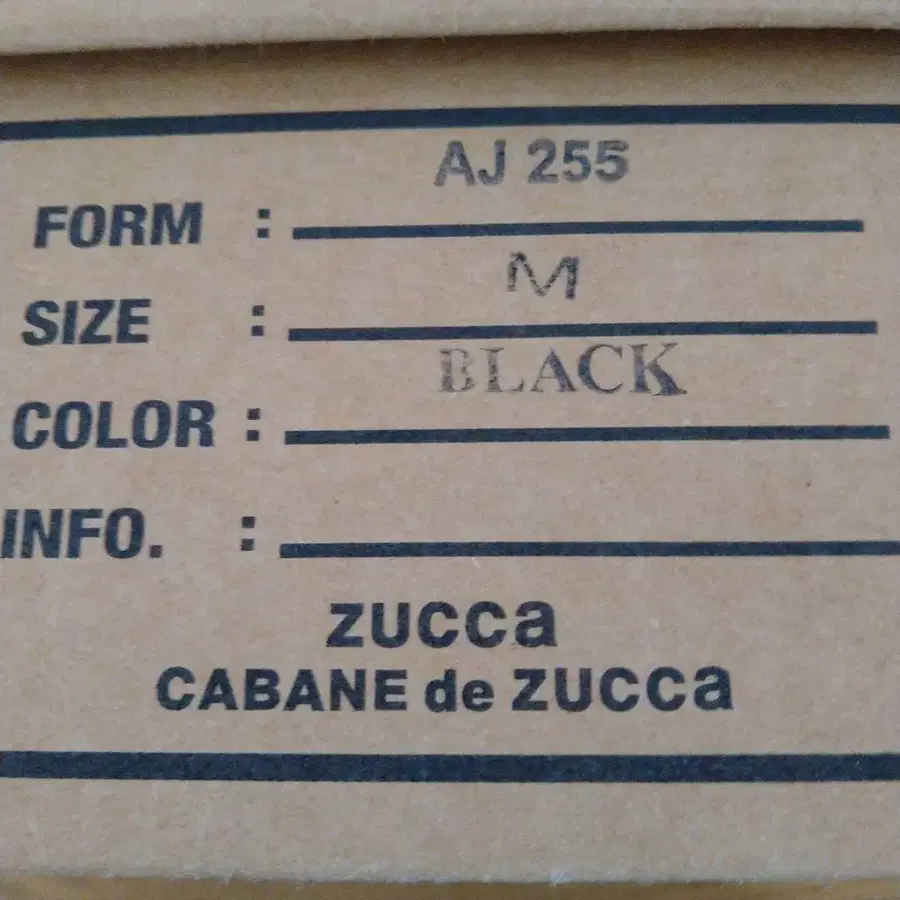 AJ 255
FORM :
M
SIZE :
BLACK
COLOR :
INFO. :
zucca
CABANE de zucca